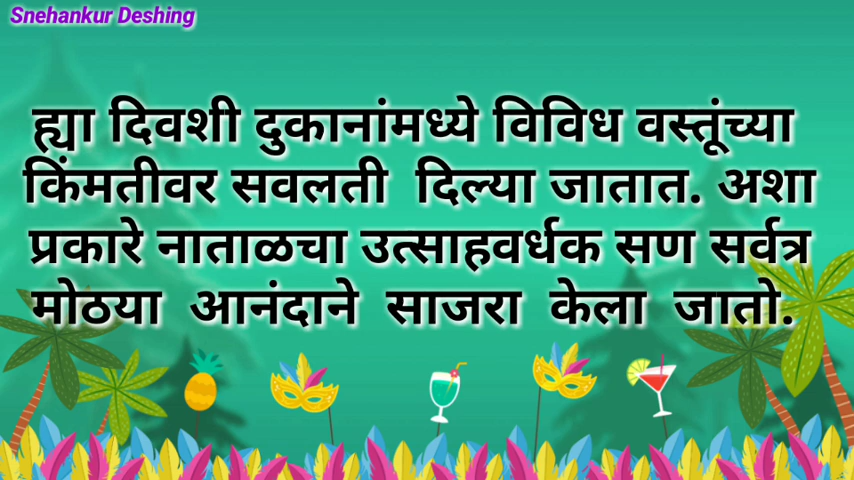 Snehankur Deshing
ह्या दिवशी दुकानांमध्ये विविध वस्तूंच्या
किंमतीवर सवलती दिल्या जातात. अशा
प्रकारे नाताळचा उत्साहवर्धक सण सर्वत्र
मोठया आनंदाने साजरा केला जातो.